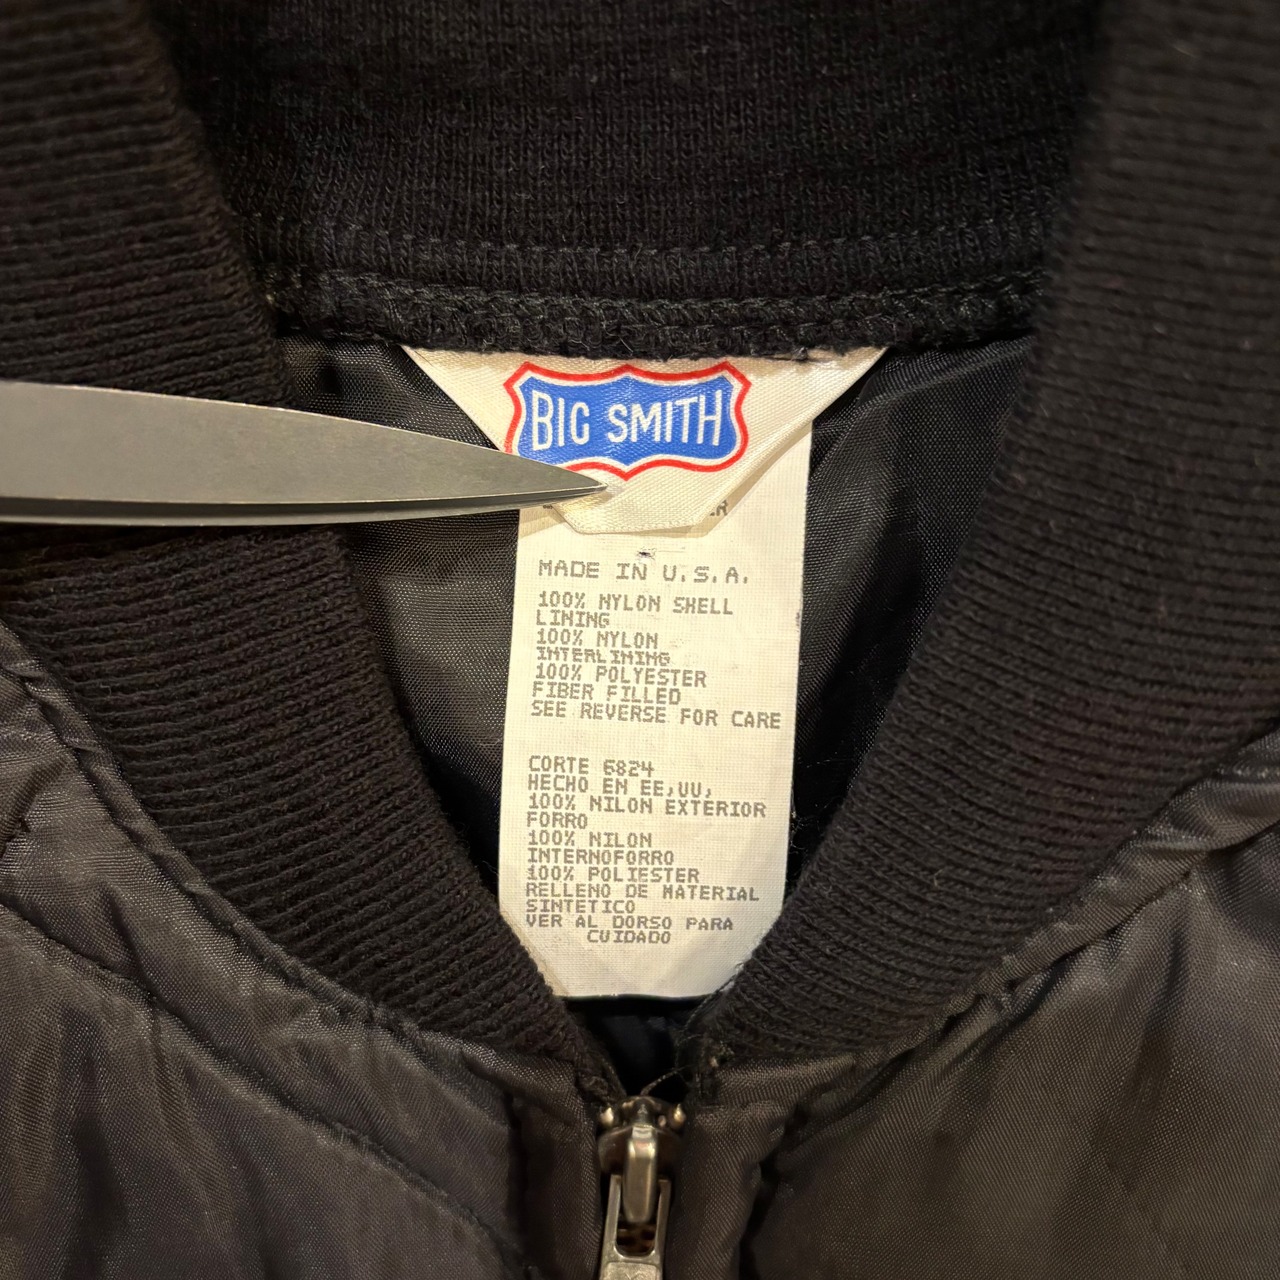 BIG SMITH
MADE IN U.S.A.
100% NYLON SHELL
LINING
100% NYLON
INTERLINING
100% POLYESTER
FIBER FILLED
SEE REVERSE FOR CARE
CORTE 6824
HECHO EN EE,UU,
100% NILON EXTERIOR
FORRO
100% NILON
INTERNOFORRO
100% POLIESTER
RELLENO DE MATERIAL
SINTETICO
VER AL DORSO PARA
CUIDADO